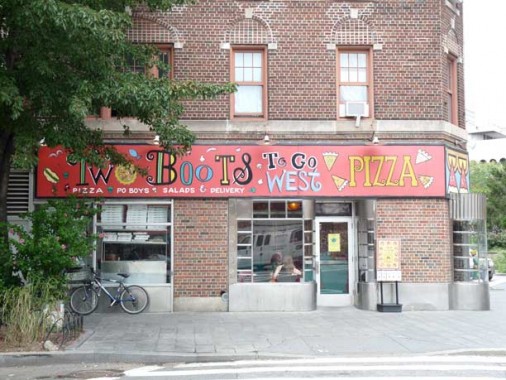 Two Boots To Go West PIZZA
PIZZA PO BOYS SALADS & DELIVERY